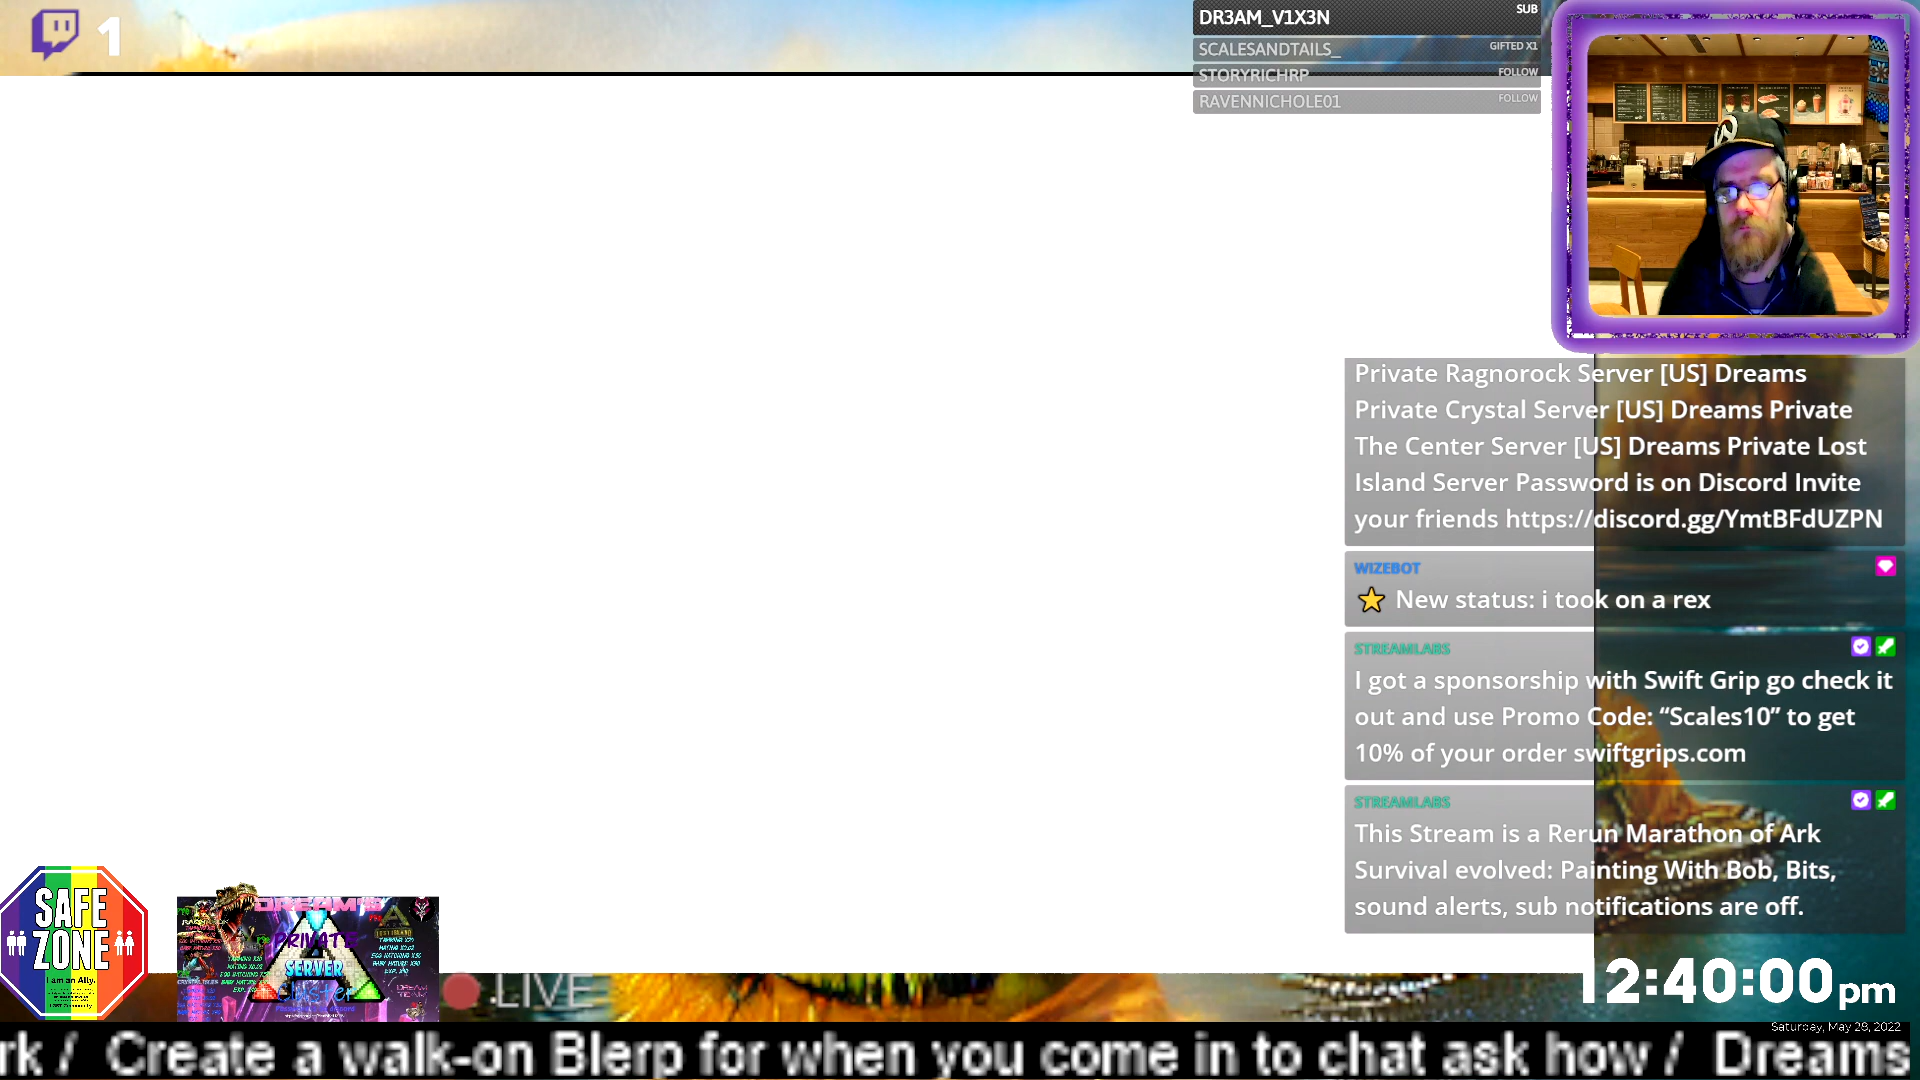 1
DR3AM_V1X3N SUB
SCALESANDTAILS_ GIFTED X1
STORYRICHRP FOLLOW
RAVENNICHOLE01 FOLLOW
Private Ragnorock Server [US] Dreams
Private Crystal Server [US] Dreams Private
The Center Server [US] Dreams Private Lost
Island Server Password is on Discord Invite
your friends https://discord.gg/YmtBFdUZPN
WIZEBOT
New status: i took on a rex
STREAMLABS
I got a sponsorship with Swift Grip go check it
out and use Promo Code: “Scales10” to get
10% of your order swiftgrips.com
STREAMLABS
This Stream is a Rerun Marathon of Ark
Survival evolved: Painting With Bob, Bits,
sound alerts, sub notifications are off.
SAFE
ZONE
I am an Ally.
DREAM'S
PRIVATE
SERVER
cluster
LIVE
12:40:00pm
Saturday, May 28, 2022
rk / Create a walk-on Blerp for when you come in to chat ask how / Dreams